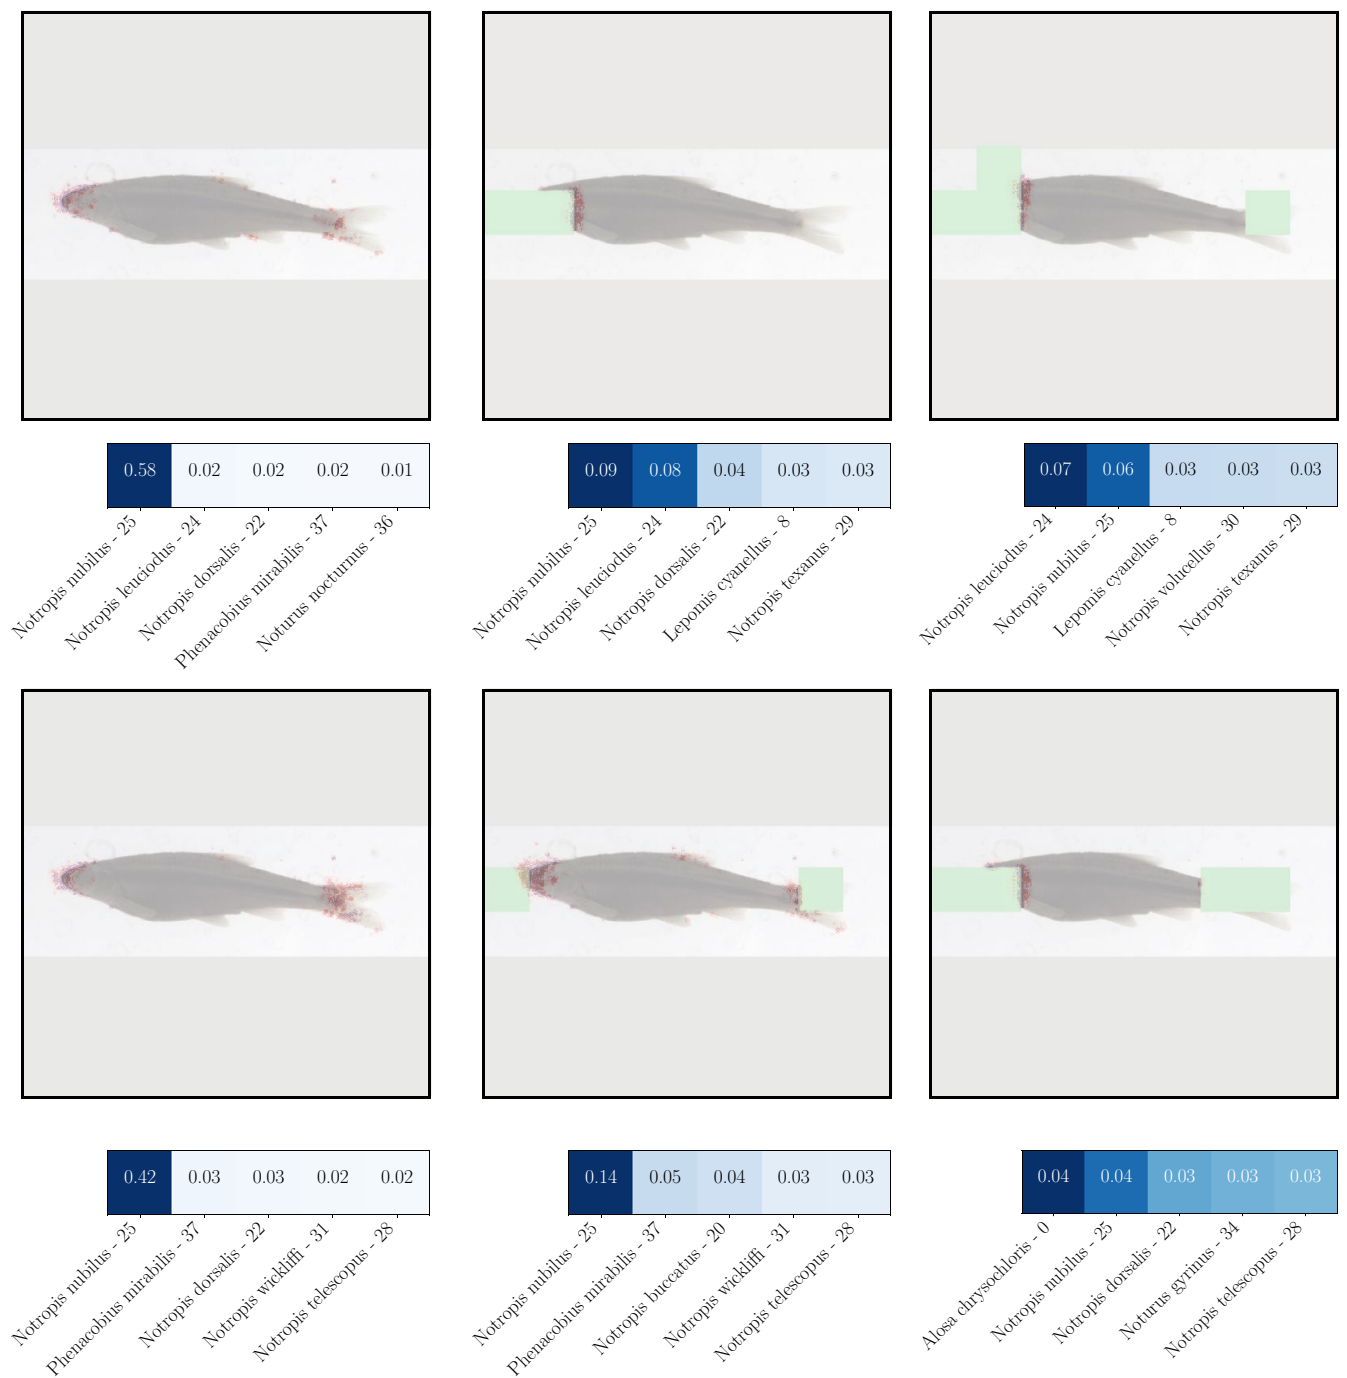 0.58 0.02 0.02 0.02 0.01
Notropis nubilus - 25
Notropis leuciodus - 24
Notropis dorsalis - 22
Phenacobius mirabilis - 37
Noturus nocturnus - 36
0.09 0.08 0.04 0.03 0.03
Notropis nubilus - 25
Notropis leuciodus - 24
Notropis dorsalis - 22
Lepomis cyanellus - 8
Notropis texanus - 29
0.07 0.06 0.03 0.03 0.03
Notropis leuciodus - 24
Notropis nubilus - 25
Lepomis cyanellus - 8
Notropis volucellus - 30
Notropis texanus - 29
0.42 0.03 0.03 0.02 0.02
Notropis nubilus - 25
Phenacobius mirabilis - 37
Notropis dorsalis - 22
Notropis wickliffi - 31
Notropis telescopus - 28
0.14 0.05 0.04 0.03 0.03
Notropis nubilus - 25
Phenacobius mirabilis - 37
Notropis buccatus - 20
Notropis wickliffi - 31
Notropis telescopus - 28
0.04 0.04 0.03 0.03 0.03
Alosa chrysochloris - 0
Notropis nubilus - 25
Notropis dorsalis - 22
Noturus gyrinus - 34
Notropis telescopus - 28